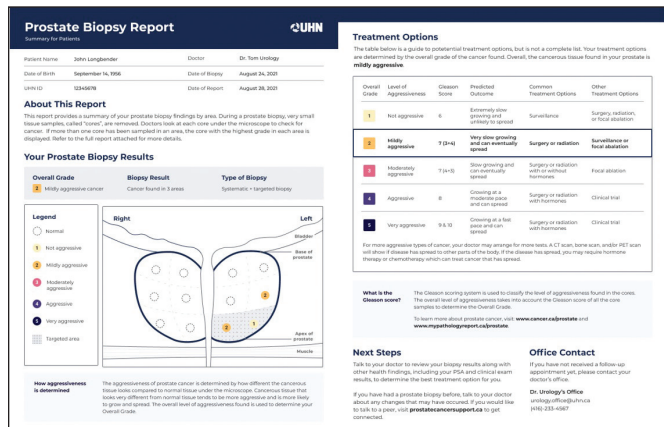 Prostate Biopsy Report
Summary for Patients
UHN
Patient Name John Longbender Doctor Dr. Tom Urology
Date of Birth September 14, 1956 Date of Biopsy August 24, 2021
UHN ID 12345678 Date of Report August 28, 2021
About This Report
This report provides a summary of your prostate biopsy findings by area. During a prostate biopsy, very small
tissue samples, called "cores", are removed. Doctors look at each core under the microscope to check for
cancer. If more than one core has been sampled in an area, the core with the highest grade in each area is
displayed. Refer to the full report attached for more details.
Your Prostate Biopsy Results
Overall Grade Biopsy Result Type of Biopsy
2 Mildly aggressive cancer Cancer found in 3 areas Systematic + targeted biopsy
Legend
Normal
1 Not aggressive
2 Mildly aggressive
3 Moderately
aggressive
4 Aggressive
5 Very aggressive
Targeted area
Right Left
Bladder
Base of
prostate
2
2 1
Apex of
prostate
Muscle
How aggressiveness
is determined
The aggressiveness of prostate cancer is determined by how different the cancerous
tissue looks compared to normal tissue under the microscope. Cancerous tissue that
looks very different from normal tissue tends to be more aggressive and is more likely
to grow and spread. The overall level of aggressiveness found is used to determine your
Overall Grade.
Treatment Options
The table below is a guide to potetential treatment options, but is not a complete list. Your treatment options
are determined by the overall grade of the cancer found. Overall, the cancerous tissue found in your prostate is
mildly aggressive.
Overall Grade Level of Aggressiveness Gleason Score Predicted Outcome Common Treatment Options Other Treatment Options
1 Not aggressive 6 Extremely slow growing and unlikely to spread Surveillance Surgery, radiation, or focal ablation
2 Mildly aggressive 7 (3+4) Very slow growing and can eventually spread Surgery or radiation Surveillance or focal abalation
3 Moderately aggressive 7 (4+3) Slow growing and can eventually spread Surgery or radiation with or without hormones Focal ablation
4 Aggressive 8 Growing at a moderate pace and can spread Surgery or radiation with hormones Clinical trial
5 Very aggressive 9 & 10 Growing at a fast pace and can spread Surgery or radiation with hormones Clinical trial
For more aggressive types of cancer, your doctor may arrange for more tests. A CT scan, bone scan, and/or PET scan
will show if disease has spread to other parts of the body. If the disease has spread, you may require hormone
therapy or chemotherapy which can treat cancer that has spread.
What is the
Gleason score?
The Gleason scoring system is used to classify the level of aggressiveness found in the cores.
The overall level of aggressiveness takes into account the Gleason score of all the core
samples to determine the Overall Grade.
To learn more about prostate cancer, visit: www.cancer.ca/prostate and
www.mypathologyreport.ca/prostate.
Next Steps
Talk to your doctor to review your biopsy results along with
other health findings, including your PSA and clinical exam
results, to determine the best treatment option for you.
If you have had a prostate biopsy before, talk to your doctor
about any changes that may have occured. If you would like
to talk to a peer, visit prostatecancersupport.ca to get
connected.
Office Contact
If you have not received a follow-up
appointment yet, please contact your
doctor's office.
Dr. Urology's Office
urology.office@uhn.ca
(416)-233-4567